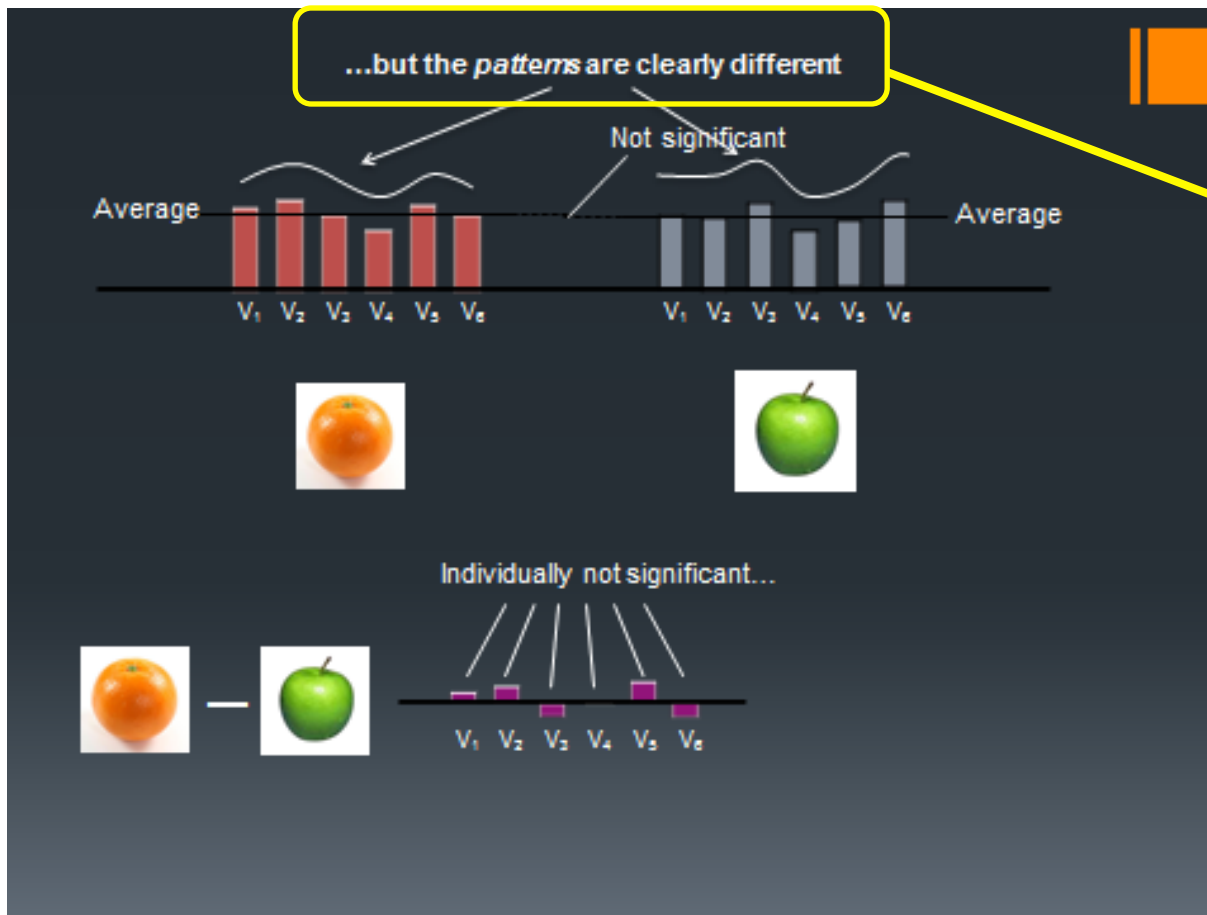 ...but the patterns are clearly different
Not significant
Average
Average
V₁ V₂ V₃ V₄ V₅ V₆
V₁ V₂ V₃ V₄ V₅ V₆
Individually not significant...
V₁ V₂ V₃ V₄ V₅ V₆